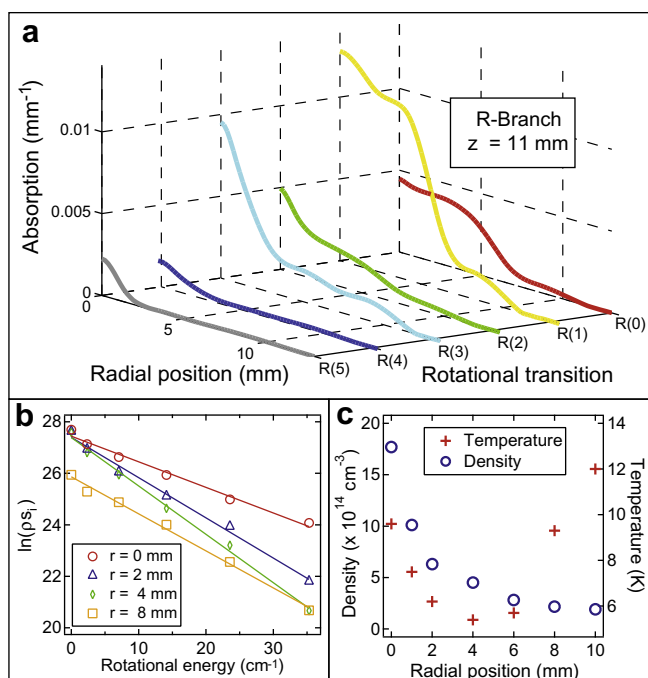 a
Absorption (mm-1)
0.01
0.005
0
0
5
10
Radial position (mm)
R-Branch
z = 11 mm
R(0)
R(1)
R(2)
R(3)
R(4)
R(5)
Rotational transition
b
ln(ρsi)
28
26
24
22
20
r = 0 mm
r = 2 mm
r = 4 mm
r = 8 mm
0
10
20
30
Rotational energy (cm-1)
c
Density (x 10^14 cm-3)
20
15
10
5
0
Temperature
Density
14
12
10
8
6
Temperature (K)
0
2
4
6
8
10
Radial position (mm)